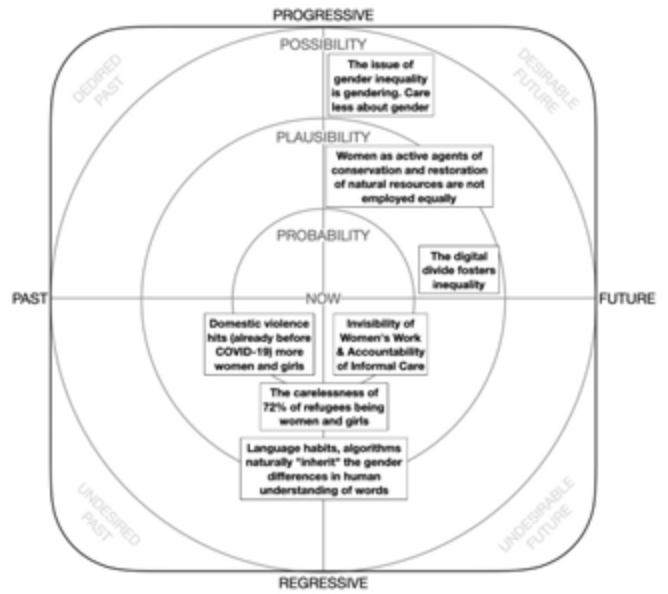 PROGRESSIVE
POSSIBILITY
DEDIRED
PAST
DESIRABLE
FUTURE
The issue of
gender inequality
is gendering. Care
less about gender
PLAUSIBILITY
Women as active agents of
conservation and restoration
of natural resources are not
employed equally
PROBABILITY
The digital
divide fosters
inequality
PAST
NOW
FUTURE
Domestic violence
hits (already before
COVID-19) more
women and girls
Invisibility of
Women's Work
& Accountability
of Informal Care
The carelessness of
72% of refugees being
women and girls
Language habits, algorithms
naturally "inherit" the gender
differences in human
understanding of words
UNDESIRED
PAST
UNDESIRABLE
FUTURE
REGRESSIVE